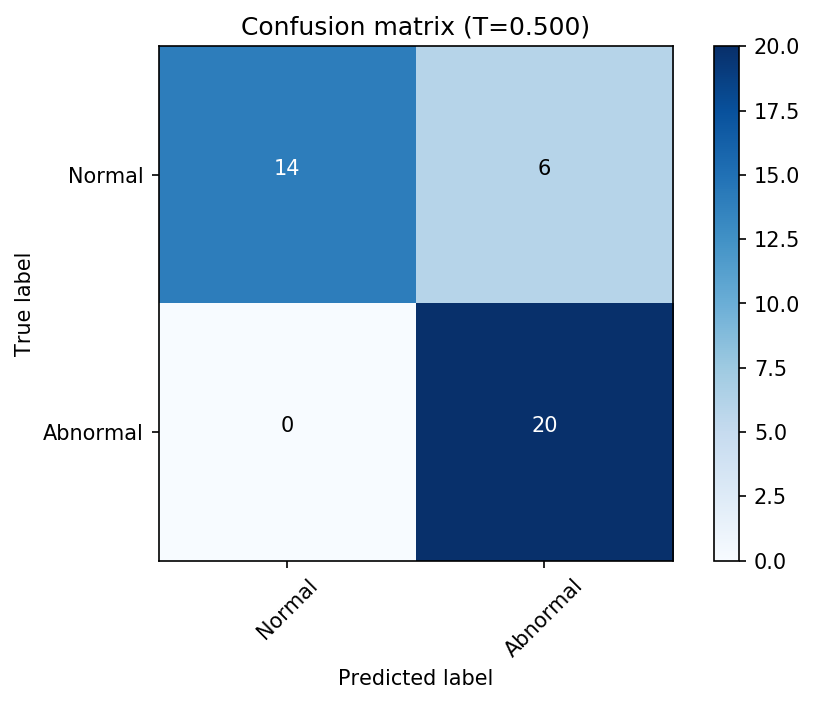 Confusion matrix (T=0.500)
True label
Normal
Abnormal
14
6
0
20
Normal
Abnormal
Predicted label
20.0
17.5
15.0
12.5
10.0
7.5
5.0
2.5
0.0